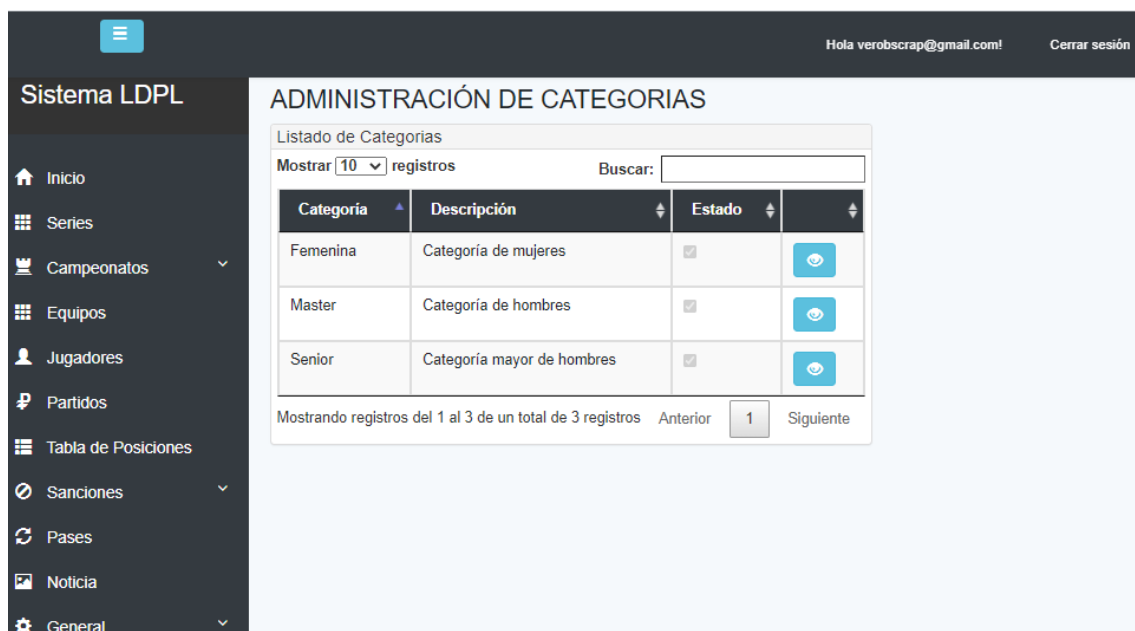 Hola verobscrap@gmail.com! Cerrar sesión
Sistema LDPL
Inicio
Series
Campeonatos
Equipos
Jugadores
Partidos
Tabla de Posiciones
Sanciones
Pases
Noticia
General
ADMINISTRACIÓN DE CATEGORIAS
Listado de Categorias
Mostrar 10 registros Buscar:
Categoría Descripción Estado
Femenina Categoría de mujeres
Master Categoría de hombres
Senior Categoría mayor de hombres
Mostrando registros del 1 al 3 de un total de 3 registros Anterior 1 Siguiente